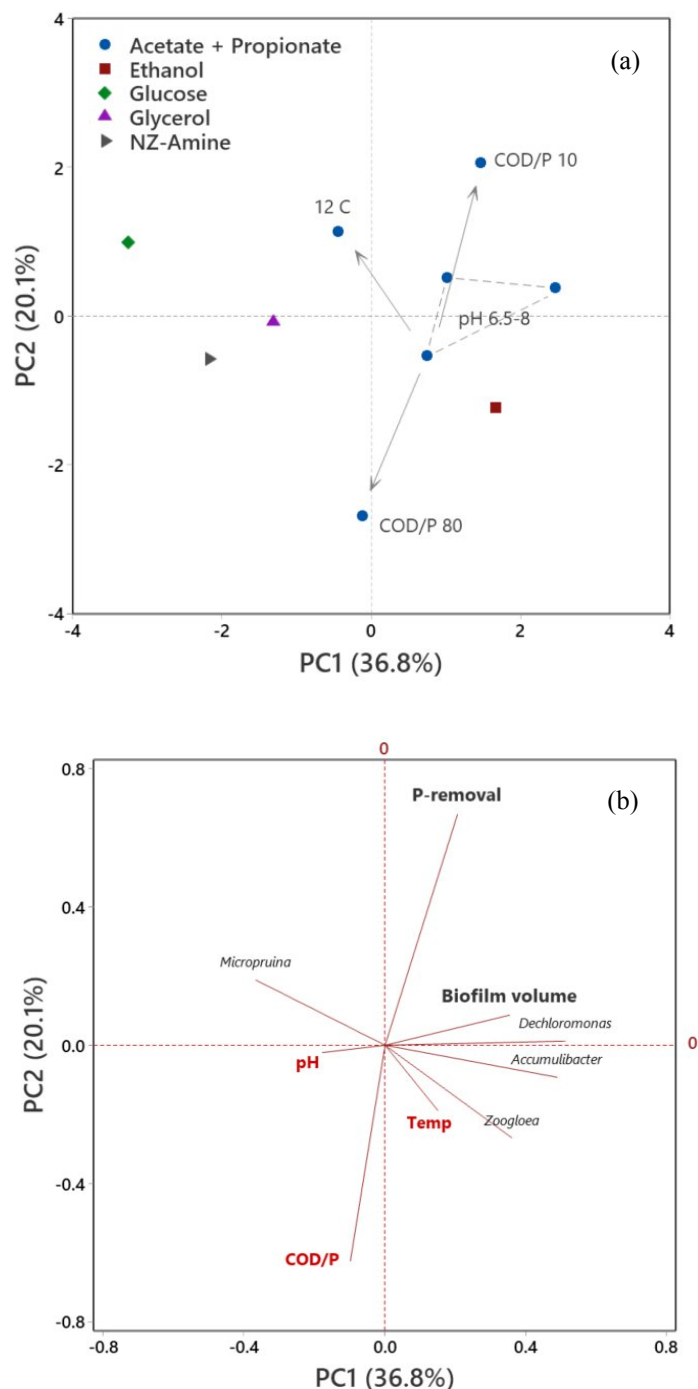 (a)
Acetate + Propionate
Ethanol
Glucose
Glycerol
NZ-Amine
4
2
0
-2
-4
PC2 (20.1%)
COD/P 10
12 C
pH 6.5-8
COD/P 80
-4
-2
0
2
4
PC1 (36.8%)
0
(b)
0.8
0.4
0.0
-0.4
-0.8
PC2 (20.1%)
P-removal
Micropruina
Biofilm volume
Dechloromonas
0
Accumulibacter
pH
Temp
Zoogloea
COD/P
-0.8
-0.4
0.0
0.4
0.8
PC1 (36.8%)